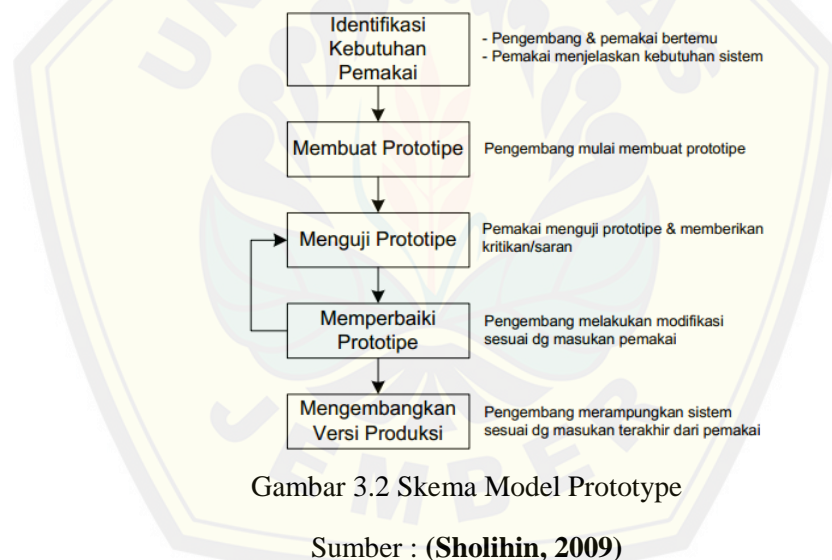 Identifikasi
Kebutuhan
Pemakai
- Pengembang & pemakai bertemu
- Pemakai menjelaskan kebutuhan sistem
Membuat Prototipe
Pengembang mulai membuat prototipe
Menguji Prototipe
Pemakai menguji prototipe & memberikan
kritikan/saran
Memperbaiki
Prototipe
Pengembang melakukan modifikasi
sesuai dg masukan pemakai
Mengembangkan
Versi Produksi
Pengembang merampungkan sistem
sesuai dg masukan terakhir dari pemakai
JEMBER
Gambar 3.2 Skema Model Prototype
Sumber : (Sholihin, 2009)